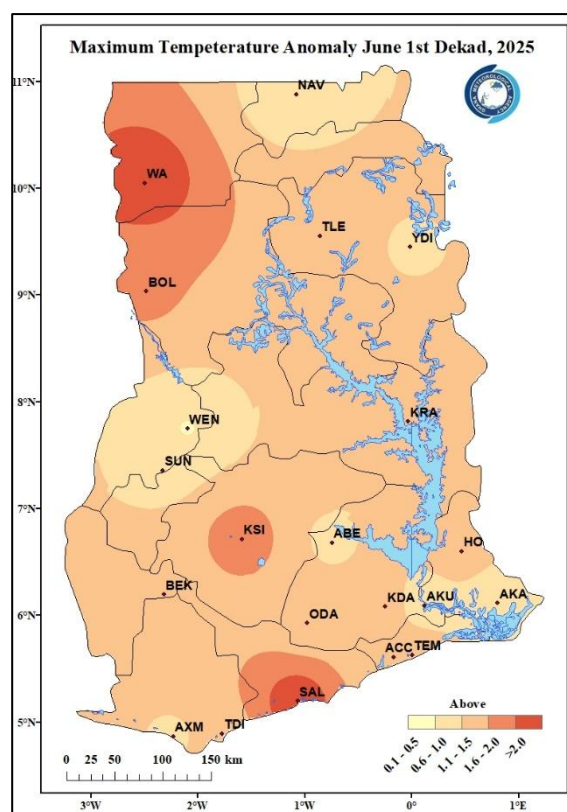 Maximum Tempeterature Anomaly June 1st Dekad, 2025
11°N
NAV
WA
10°N
TLE
YDI
BOL
9°N
8°N
KRA
WEN
SUN
7°N
KSI
ABE
HO
BEK
KDA
AKU
AKA
6°N
ODA
ACC
TEM
SAL
5°N
AXM
TDI
Above
0.1 - 0.5
0.6 - 1.0
1.1 - 1.5
1.6 - 2.0
>2.0
0 25 50 100 150 km
3°W 2°W 1°W 0° 1°E